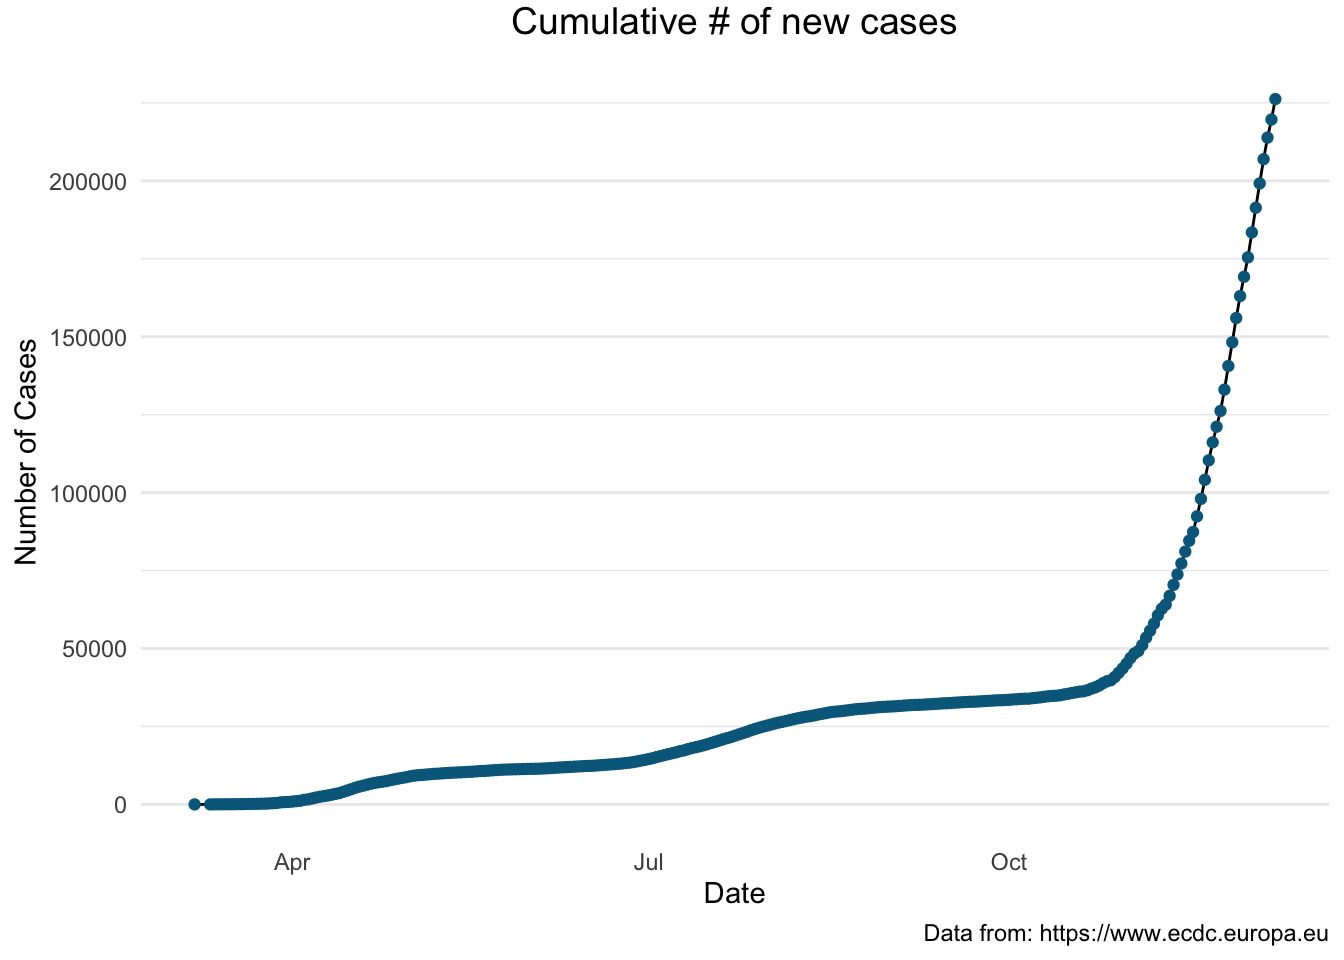 Cumulative # of new cases
Number of Cases
200000
150000
100000
50000
0
Apr Jul Oct
Date
Data from: https://www.ecdc.europa.eu